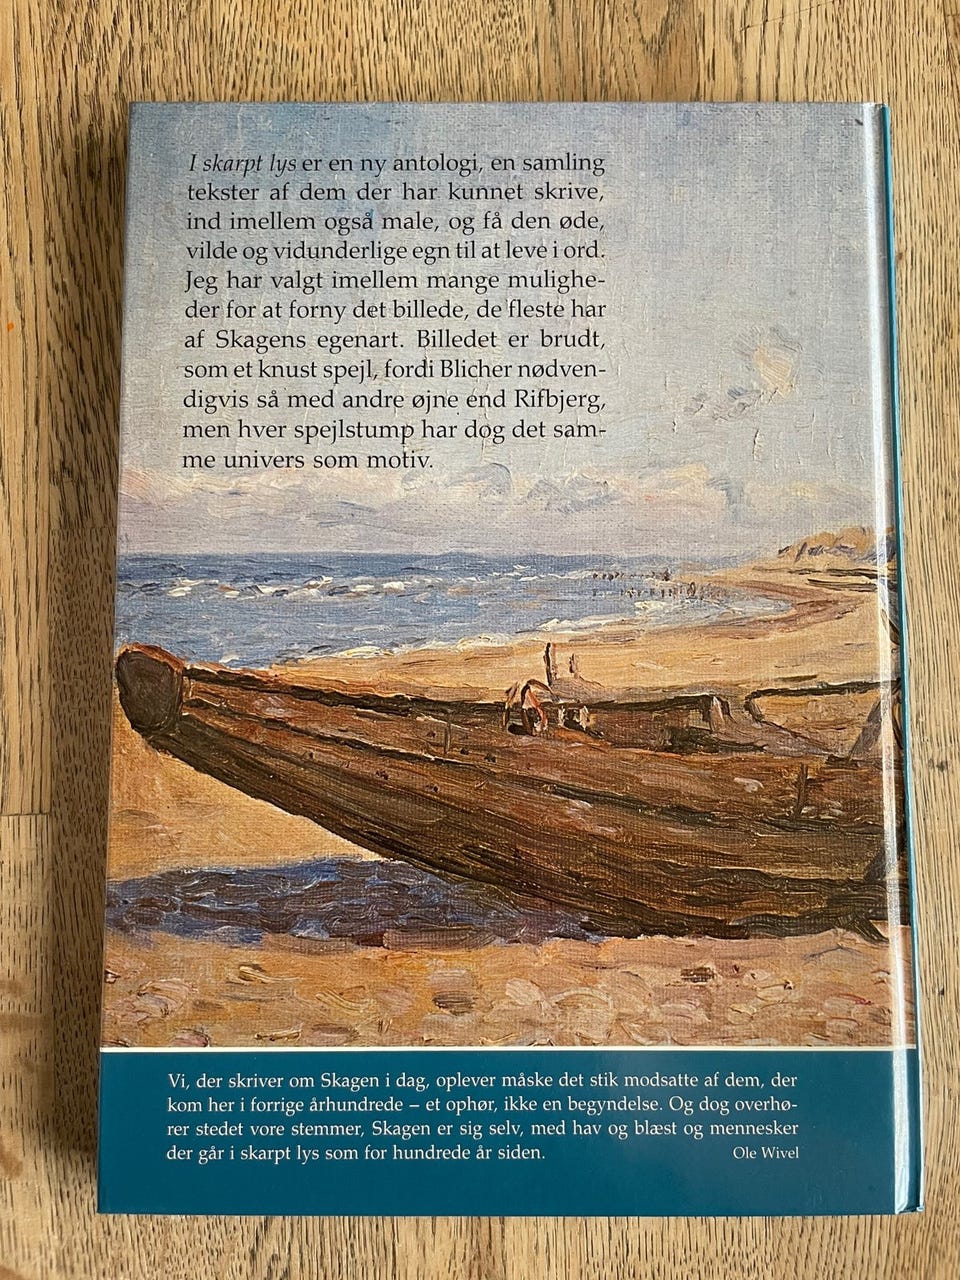 I skarpt lys er en ny antologi, en samling
tekster af dem der har kunnet skrive,
ind imellem også male, og få den øde,
vilde og vidunderlige egn til at leve i ord.
Jeg har valgt imellem mange mulighe-
der for at forny det billede, de fleste har
af Skagens egenart. Billedet er brudt,
som et knust spejl, fordi Blicher nødven-
digvis så med andre øjne end Rifbjerg,
men hver spejlstump har dog det sam-
me univers som motiv.
Vi, der skriver om Skagen i dag, oplever måske det stik modsatte af dem, der
kom her i forrige århundrede – et ophør, ikke en begyndelse. Og dog overhø-
rer stedet vore stemmer, Skagen er sig selv, med hav og blæst og mennesker
der går i skarpt lys som for hundrede år siden. Ole Wivel